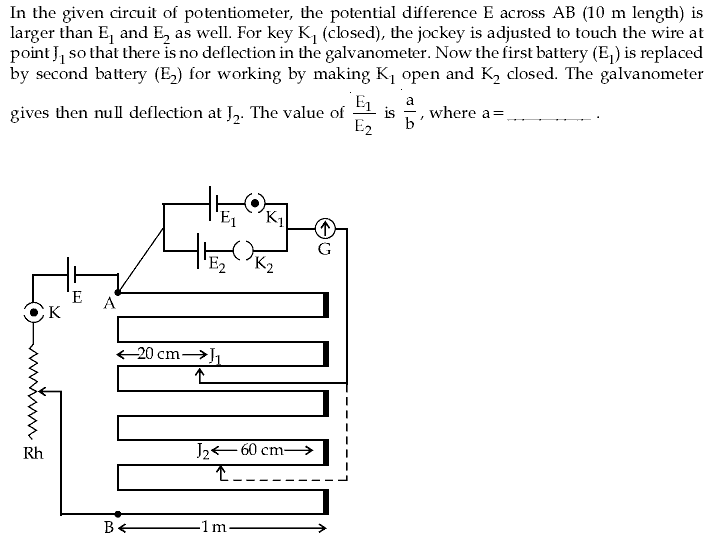 In the given circuit of potentiometer, the potential difference E across AB (10 m length) is
larger than E₁ and E₂ as well. For key K₁ (closed), the jockey is adjusted to touch the wire at
point J₁ so that there is no deflection in the galvanometer. Now the first battery (E₁) is replaced
by second battery (E₂) for working by making K₁ open and K₂ closed. The galvanometer
gives then null deflection at J₂. The value of E₁/E₂ is a/b, where a= ________ .
E₁ K₁
G
E₂ K₂
E A
K
20 cm J₁
Rh
J₂ 60 cm
B 1 m